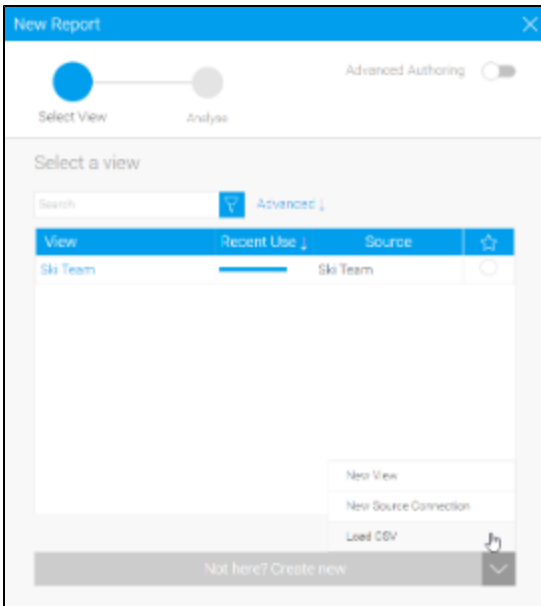 New Report
Advanced Authoring
Select View
Analyse
Select a view
Search
Advanced ↓
View Recent Use ↓ Source
Ski Team Ski Team
New View
New Source Connection
Load CSV
Not here? Create new